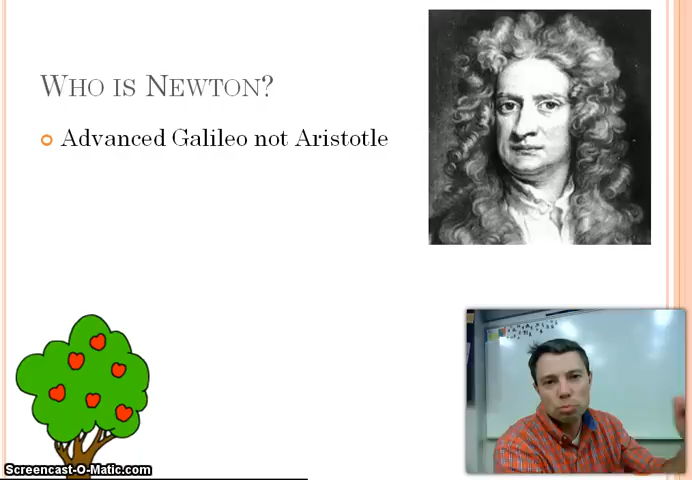 WHO IS NEWTON?
Advanced Galileo not Aristotle
Screencast-O-Matic.com